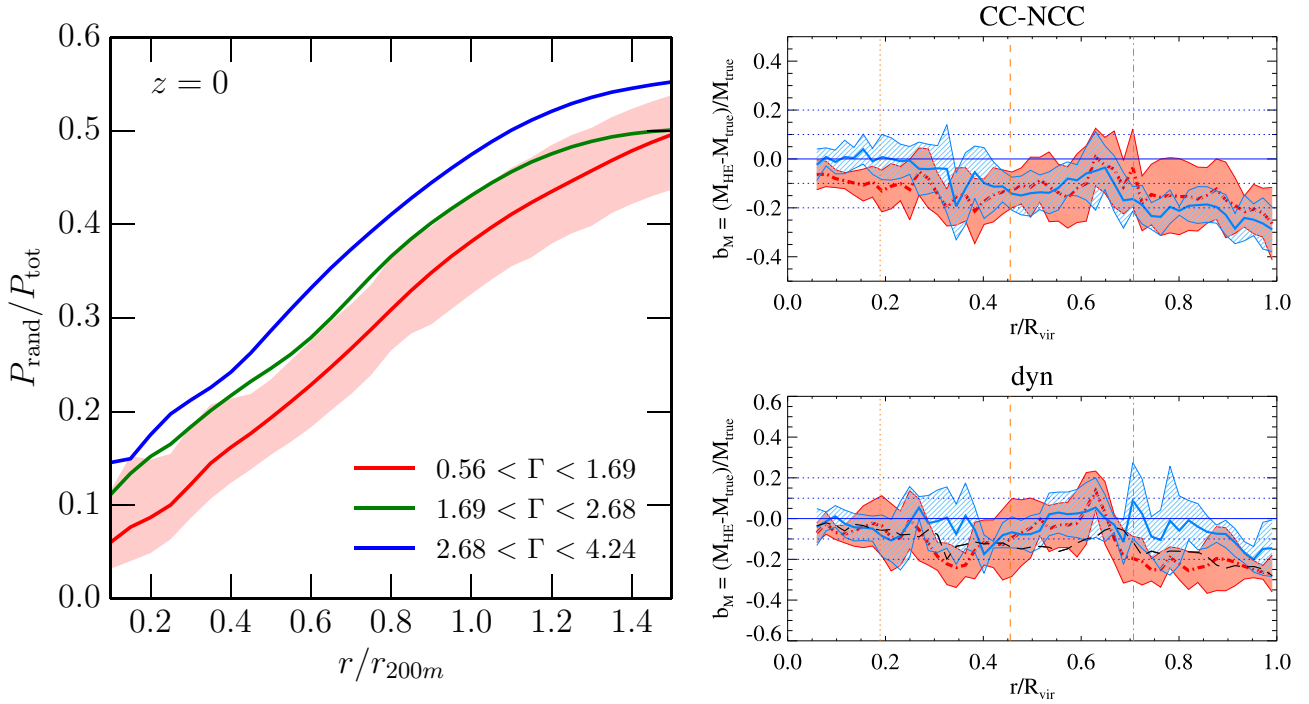 0.6
0.5
0.4
0.3
0.2
0.1
0.0
P_rand/P_tot
z = 0
0.56 < Γ < 1.69
1.69 < Γ < 2.68
2.68 < Γ < 4.24
0.2 0.4 0.6 0.8 1.0 1.2 1.4
r/r_200m
CC-NCC
0.4
0.2
0.0
-0.2
-0.4
b_M = (M_HE-M_true)/M_true
0.0 0.2 0.4 0.6 0.8 1.0
r/R_vir
dyn
0.6
0.4
0.2
-0.0
-0.2
-0.4
-0.6
b_M = (M_HE-M_true)/M_true
0.0 0.2 0.4 0.6 0.8 1.0
r/R_vir